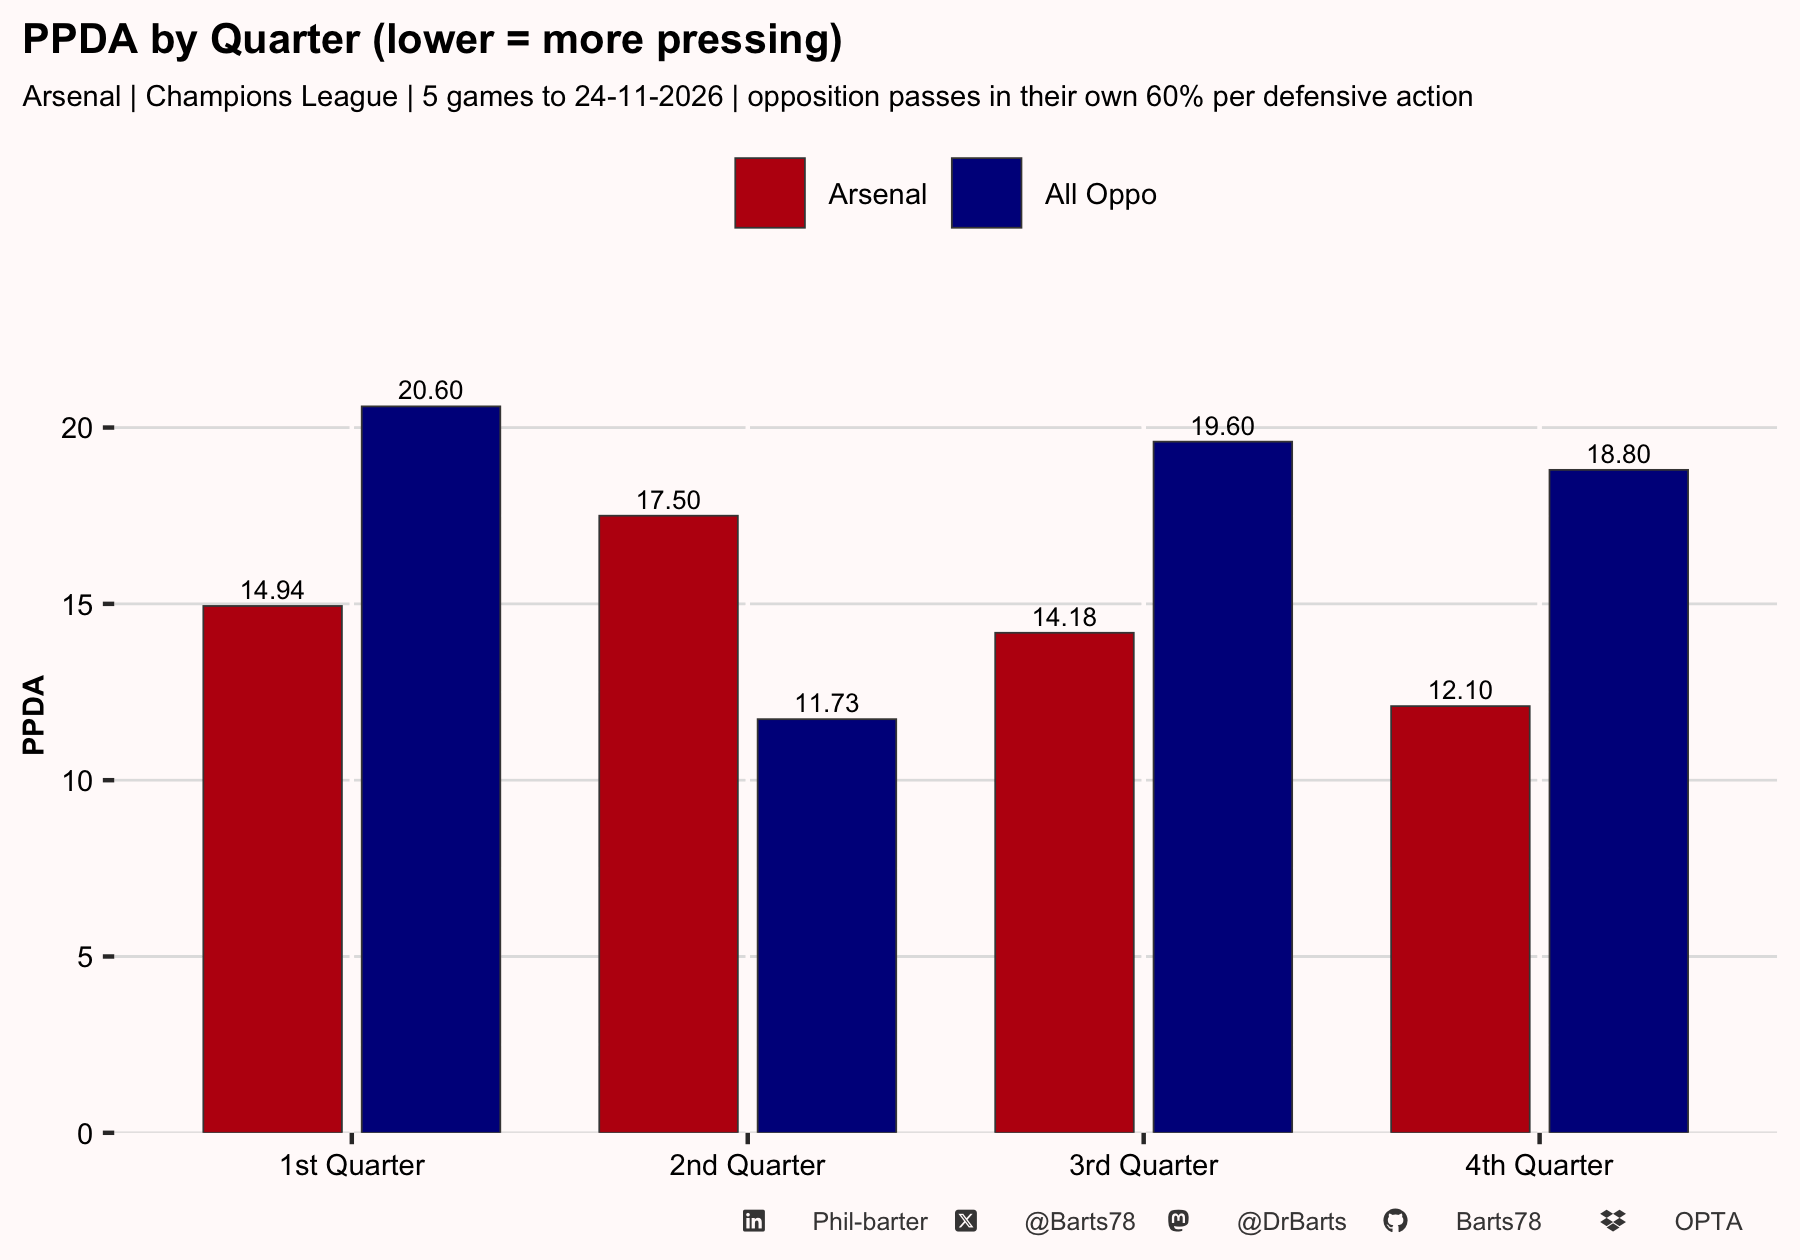 PPDA by Quarter (lower = more pressing)
Arsenal | Champions League | 5 games to 24-11-2026 | opposition passes in their own 60% per defensive action
Arsenal All Oppo
20.60
20
19.60
18.80
17.50
15
14.94
14.18
12.10
11.73
PPDA
10
5
0
1st Quarter 2nd Quarter 3rd Quarter 4th Quarter
Phil-barter @Barts78 @DrBarts Barts78 OPTA